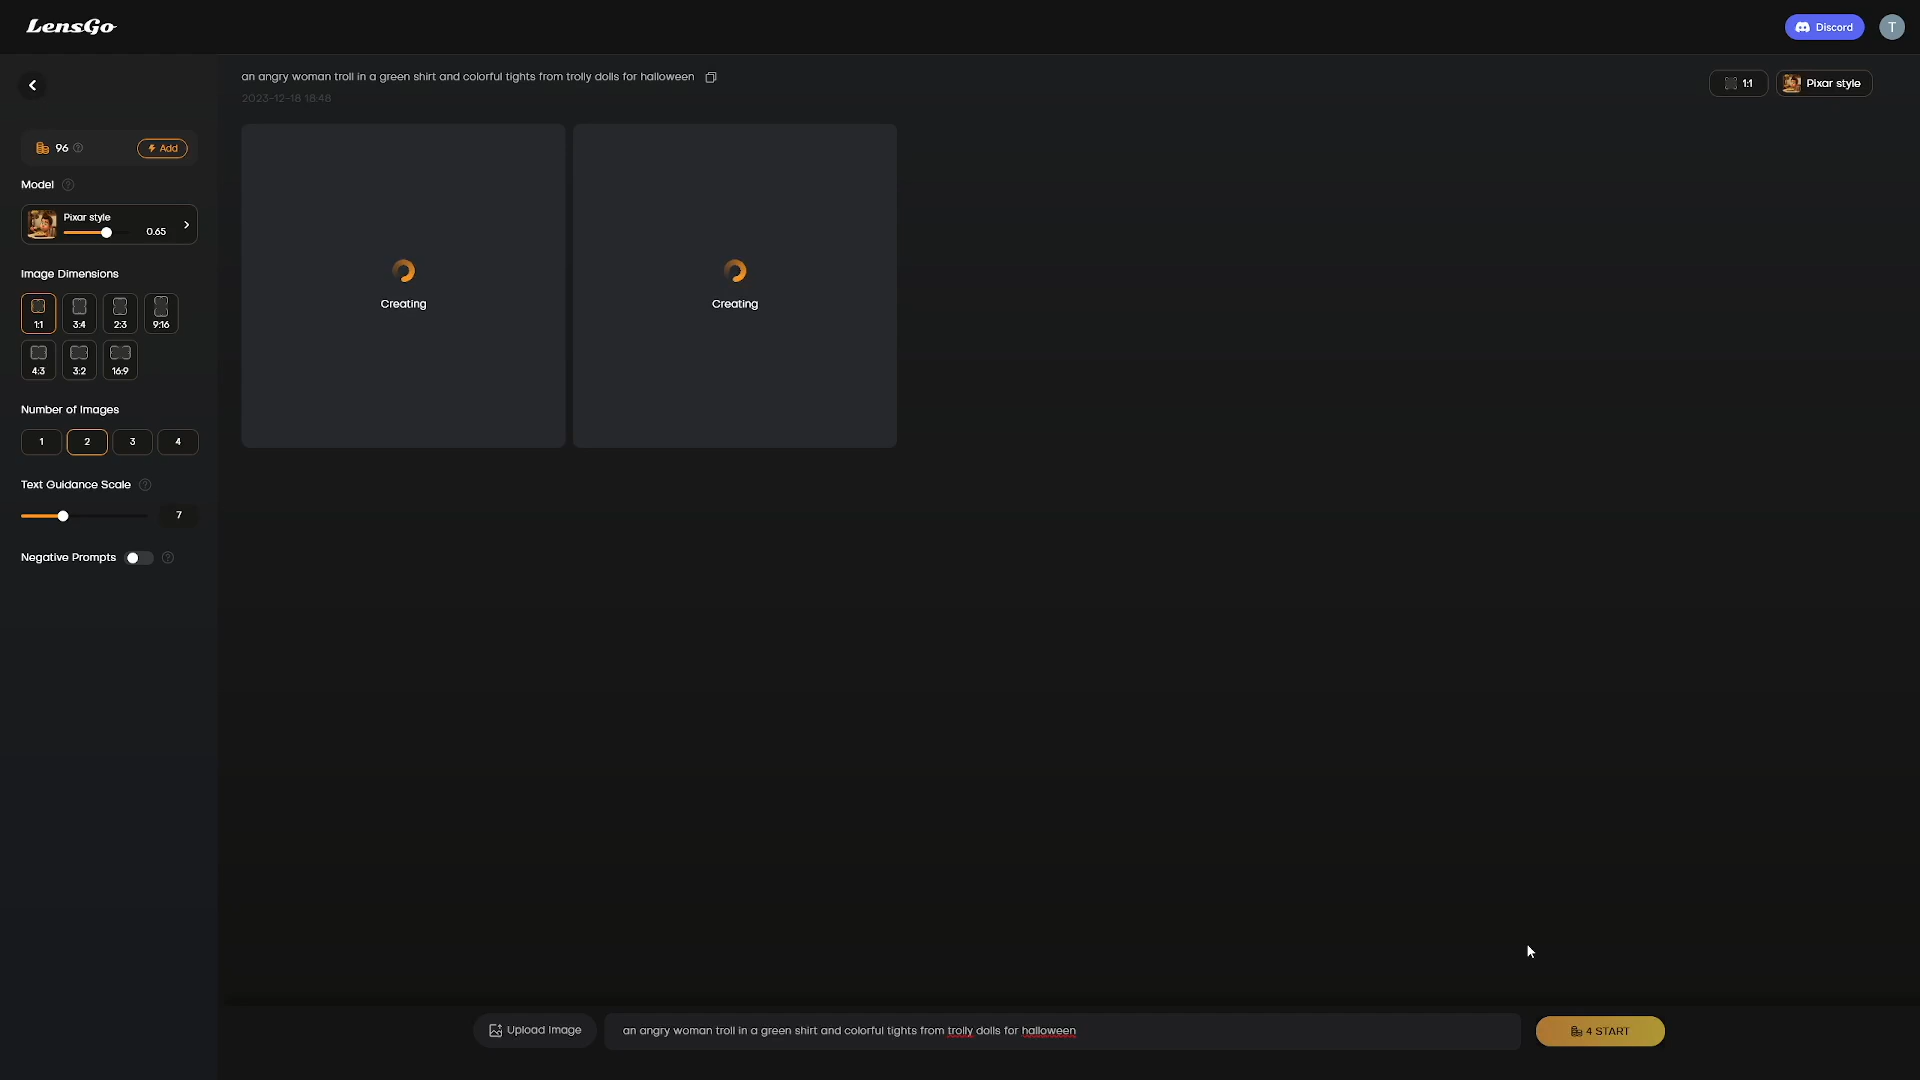 LensGo
Discord
T
an angry woman troll in a green shirt and colorful tights from trolly dolls for halloween
2023-12-18 18:48
1:1
Pixar style
96
Add
Model
Pixar style
0.65
Image Dimensions
1:1
3:4
2:3
9:16
4:3
3:2
16:9
Creating
Creating
Number of Images
1
2
3
4
Text Guidance Scale
7
Negative Prompts
Upload Image
an angry woman troll in a green shirt and colorful tights from trolly dolls for halloween
4 START